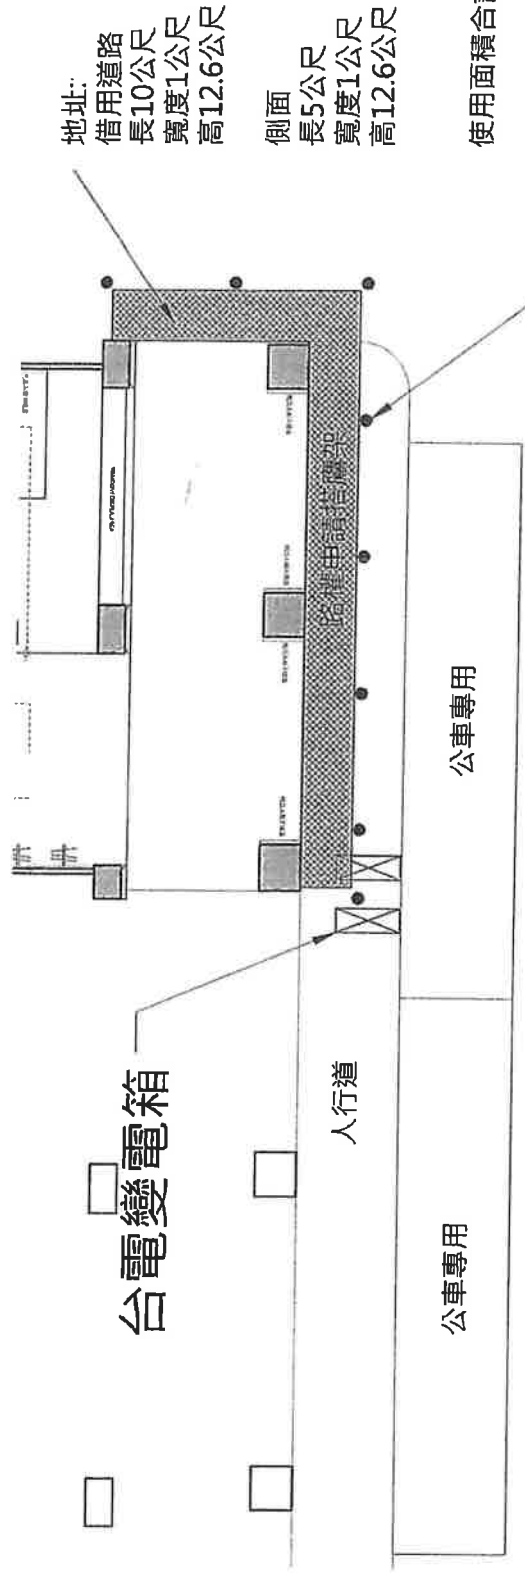 地址:
借用道路
長10公尺
寬度1公尺
高12.6公尺
側面
長5公尺
寬度1公尺
高12.6公尺
使用面積合
路權申請搭鷹架
台電變電箱
人行道
公車專用
公車專用